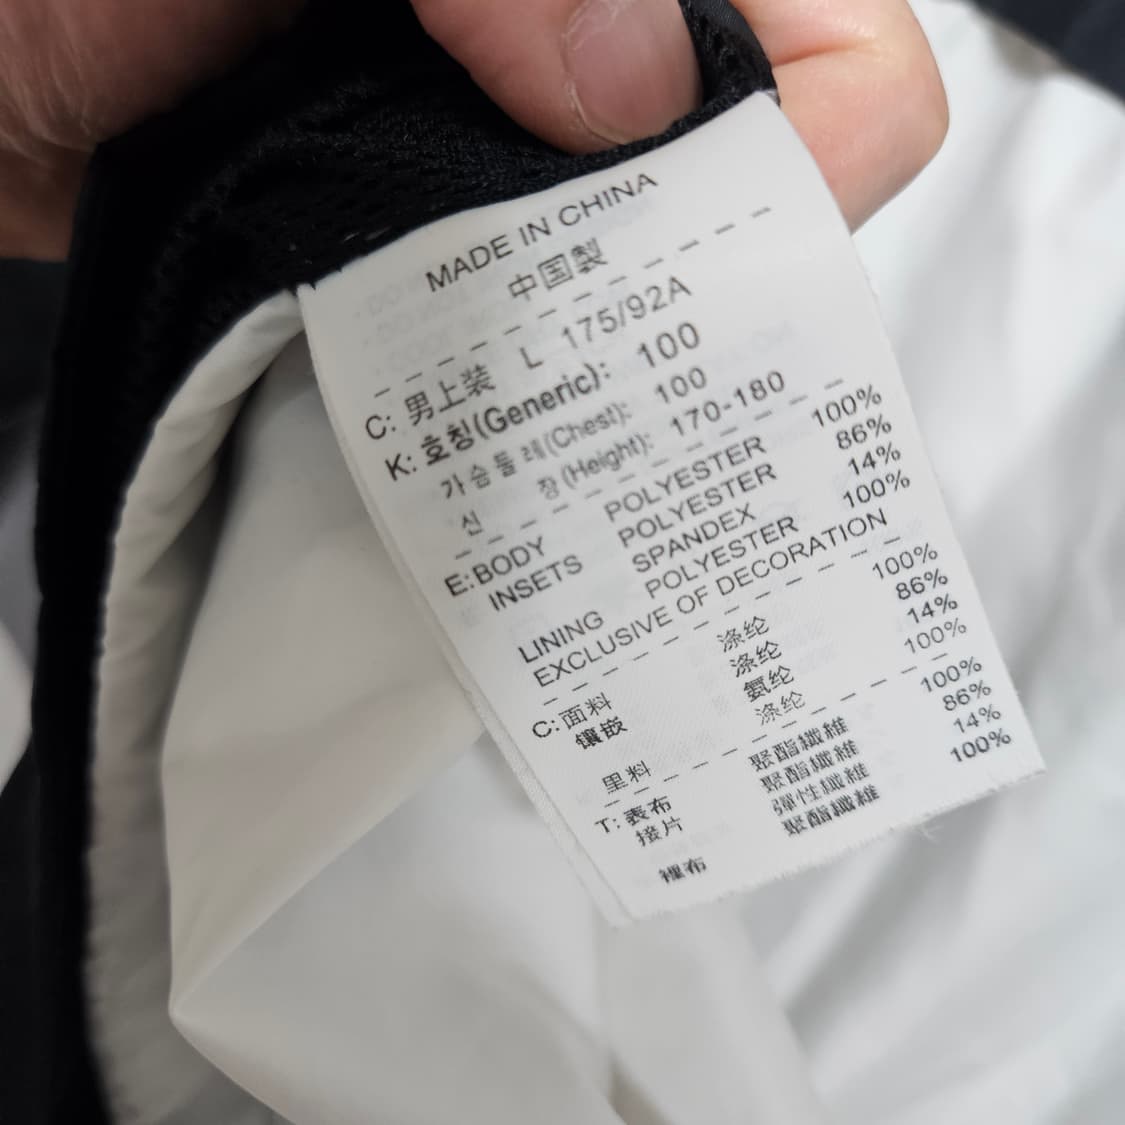 MADE IN CHINA
中国製
C: 男上装 L 175/92A
K: 호칭(Generic): 100
가슴둘레(Chest): 100
신 장(Height): 170-180
E:BODY POLYESTER 100%
INSETS POLYESTER 86%
SPANDEX 14%
LINING POLYESTER 100%
EXCLUSIVE OF DECORATION
C:面料 涤纶 100%
镶嵌 涤纶 86%
氨纶 14%
里料 涤纶 100%
T: 表布 聚酯纖維 100%
接片 聚酯纖維 86%
彈性纖維 14%
裡布 聚酯纖維 100%